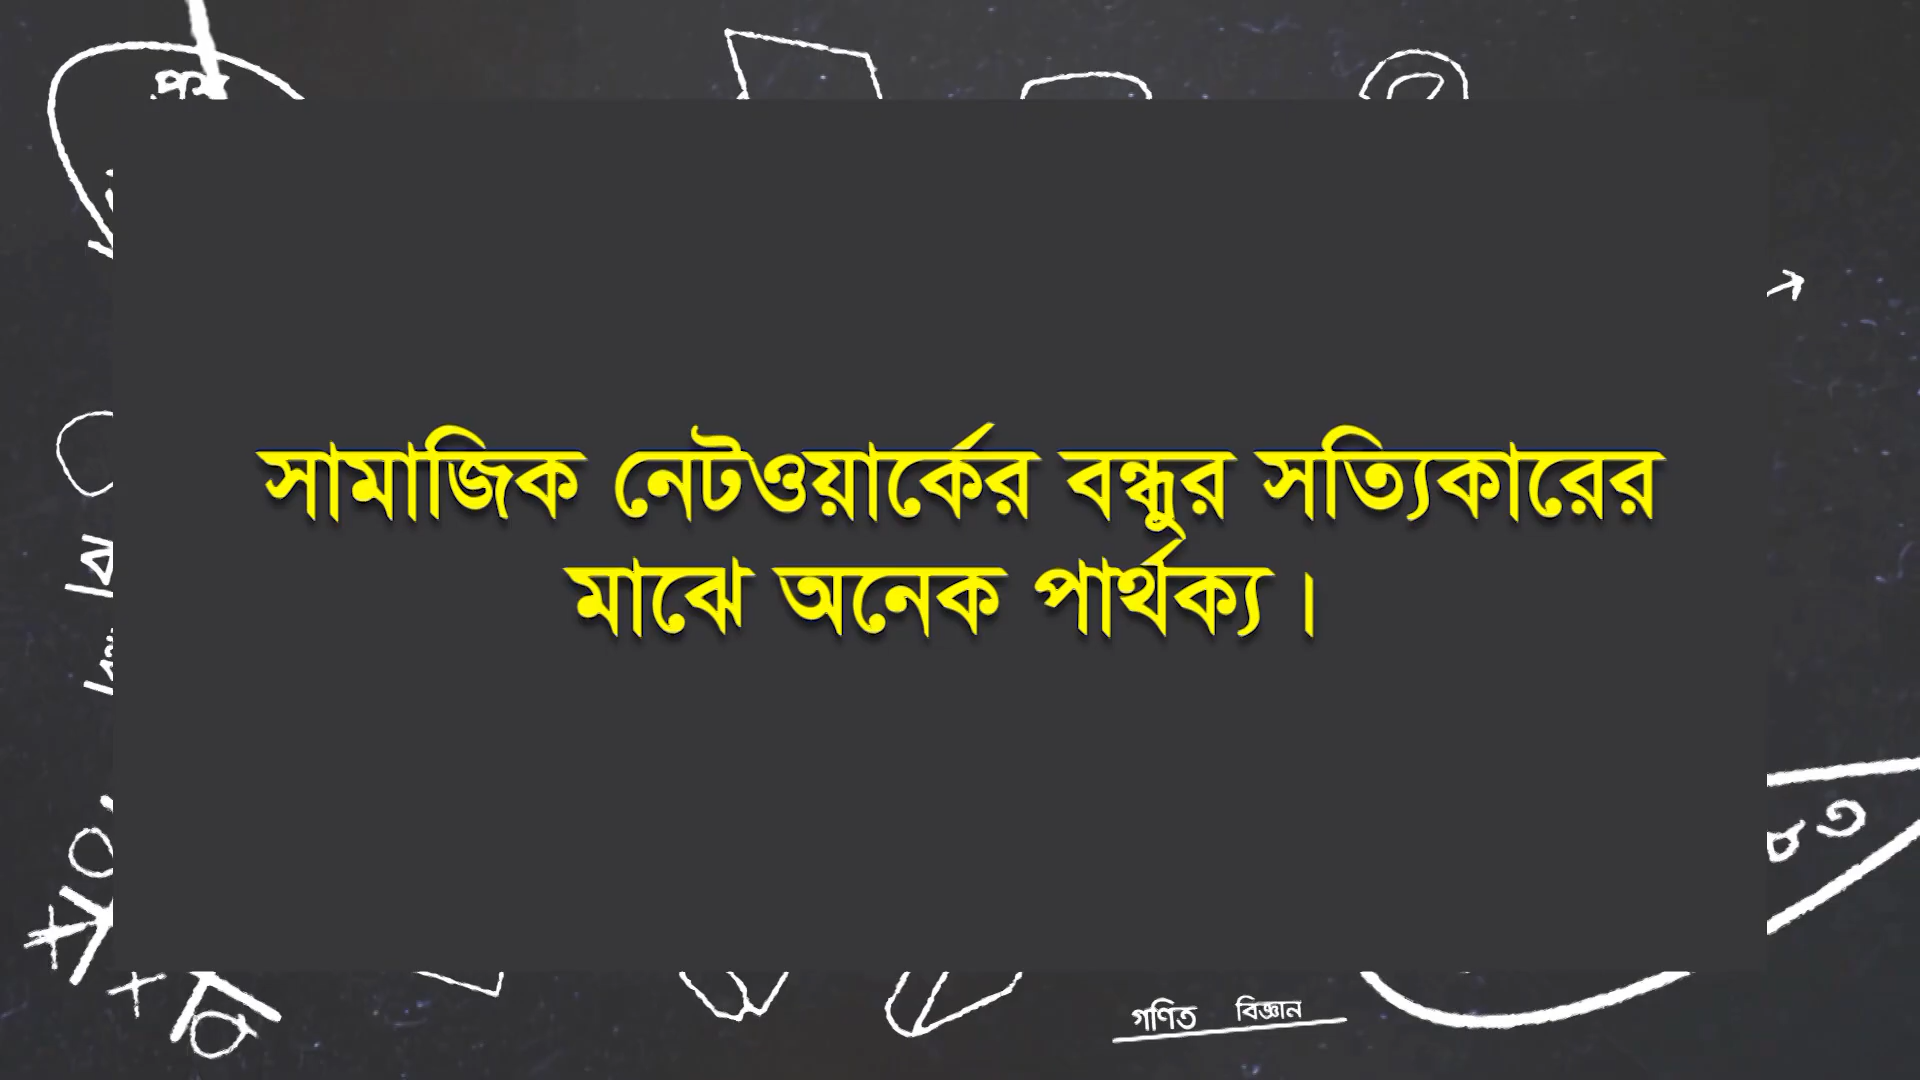 সামাজিক নেটওয়ার্কের বন্ধুর সত্যিকারের
মাঝে অনেক পার্থক্য।
গণিত বিজ্ঞান